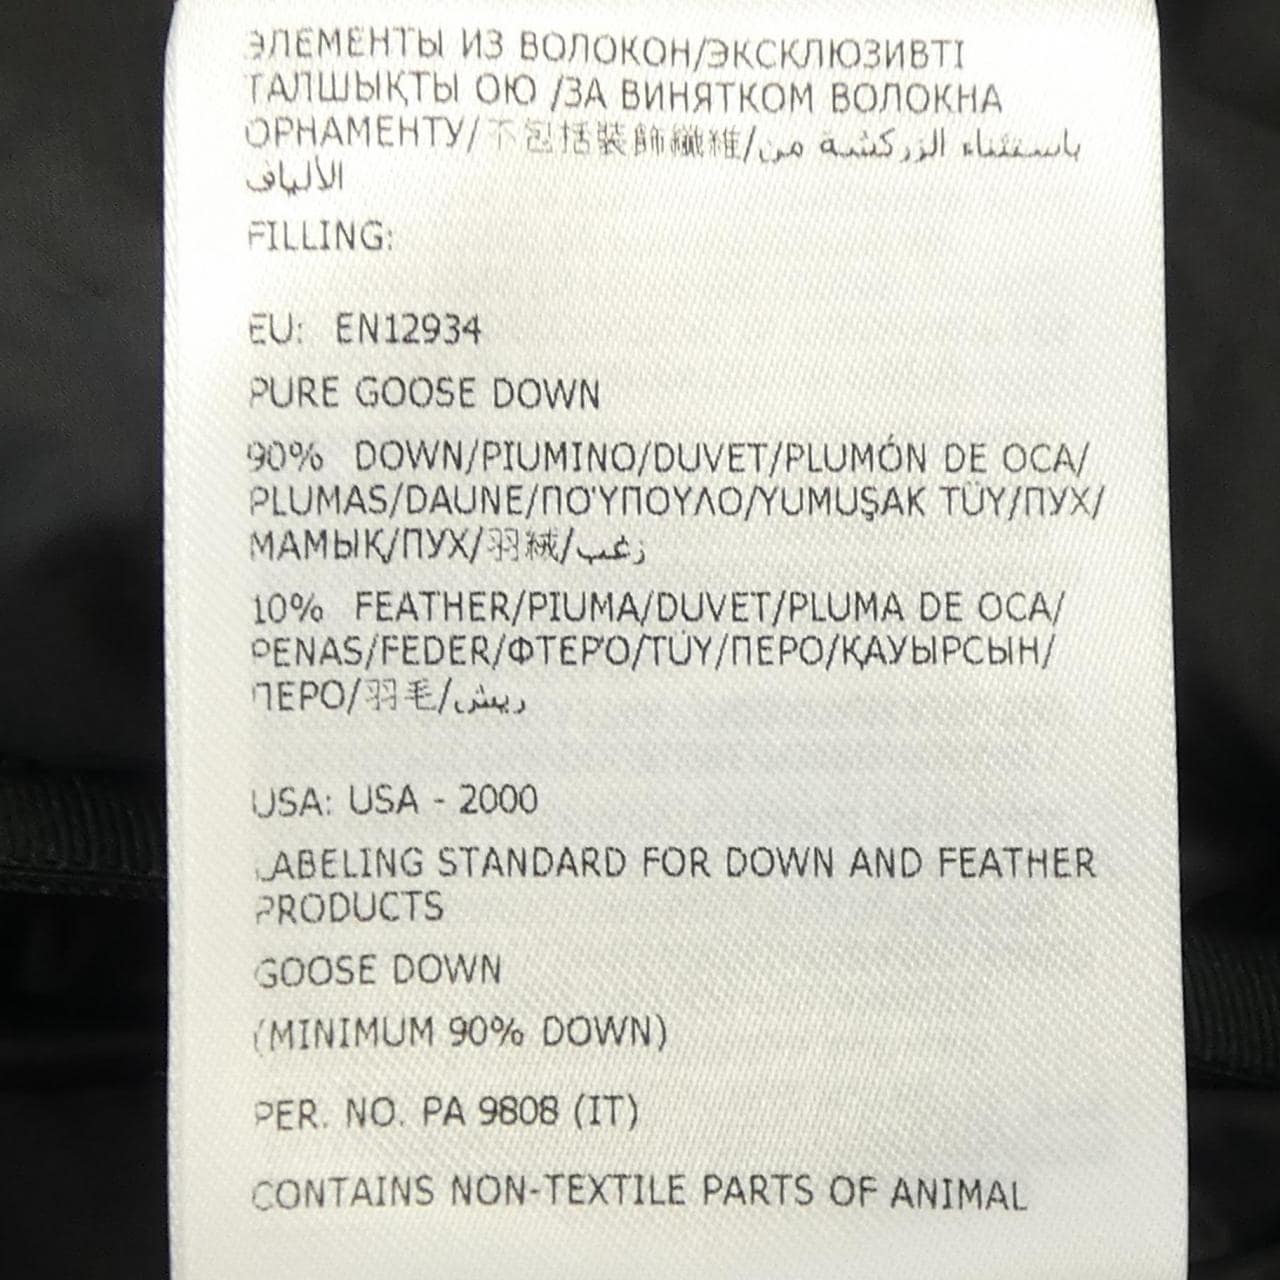 ЭЛЕМЕНТЫ ИЗ ВОЛОКОН/ЭКСКЛЮЗИВТІ
ТАЛШЫҚТЫ ОЮ /ЗА ВИНЯТКОМ ВОЛОКНА
ОРНАМЕНТУ/不包括裝飾纖維/باستثناء الزركشة من
الألياف
FILLING:
EU: EN12934
PURE GOOSE DOWN
90% DOWN/PIUMINO/DUVET/PLUMÓN DE OCA/
PLUMAS/DAUNE/ΠΟΎΠΟΥΛΟ/YUMUŞAK TÜY/ПУХ/
МАМЫҚ/ПУХ/羽絨/زغب
10% FEATHER/PIUMA/DUVET/PLUMA DE OCA/
PENAS/FEDER/ΦΤΕΡΌ/TÜY/ПЕРО/ҚАУЫРСЫН/
ПЕРО/羽毛/ريش
USA: USA - 2000
LABELING STANDARD FOR DOWN AND FEATHER
PRODUCTS
GOOSE DOWN
(MINIMUM 90% DOWN)
PER. NO. PA 9808 (IT)
CONTAINS NON-TEXTILE PARTS OF ANIMAL